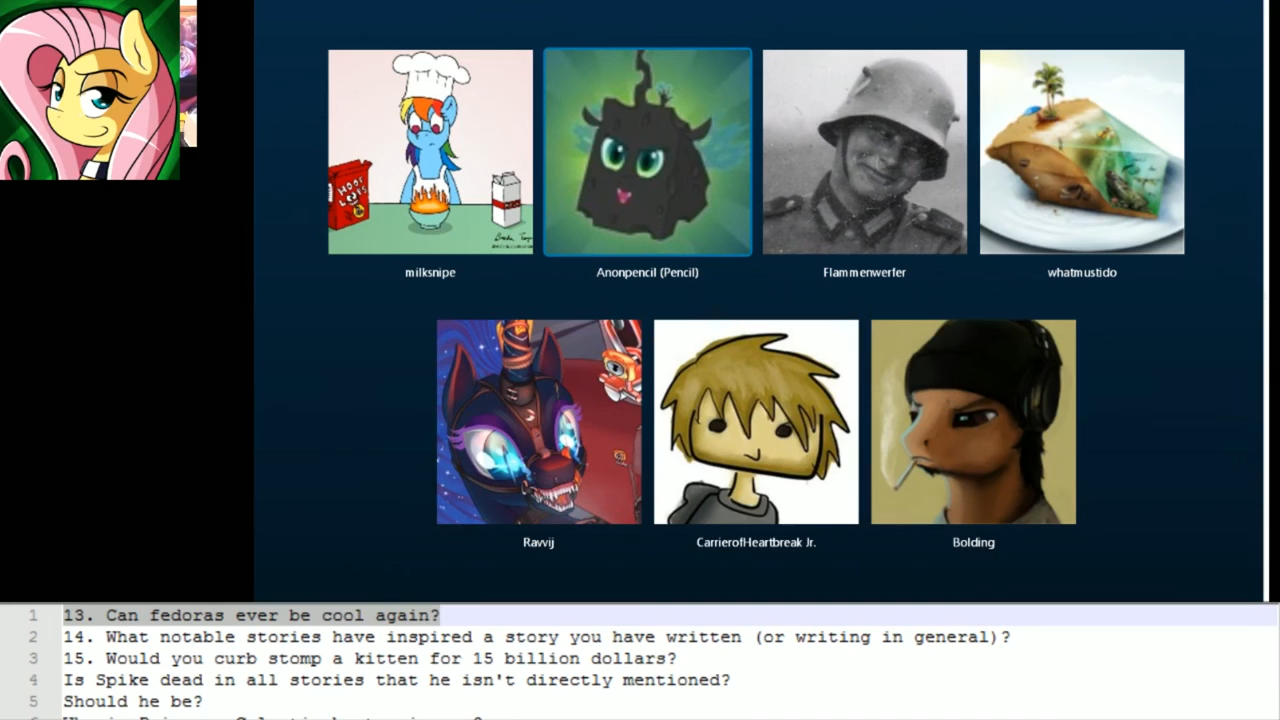 milksnipe
Anonpencil (Pencil)
Flammenwerfer
whatmustido
Ravvij
CarrierofHeartbreak Jr.
Bolding
1 13. Can fedoras ever be cool again?
2 14. What notable stories have inspired a story you have written (or writing in general)?
3 15. Would you curb stomp a kitten for 15 billion dollars?
4 Is Spike dead in all stories that he isn't directly mentioned?
5 Should he be?